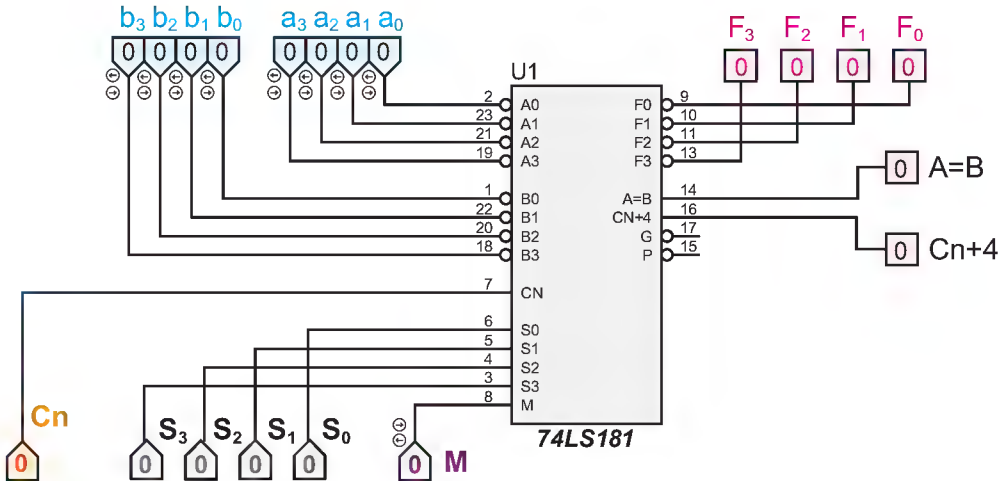 b₃ b₂ b₁ b₀ a₃ a₂ a₁ a₀ F₃ F₂ F₁ F₀
0 0 0 0 0 0 0 0 0 0 0 0
U1
2 A0 F0 9
23 A1 F1 10
21 A2 F2 11
19 A3 F3 13
1 B0 A=B 14 0 A=B
22 B1 CN+4 16
20 B2 G 17
18 B3 P 15 0 Cn+4
7 CN
6 S0
5 S1
4 S2
3 S3
8 M
Cn S₃ S₂ S₁ S₀ 74LS181
0 0 0 0 0 0 M